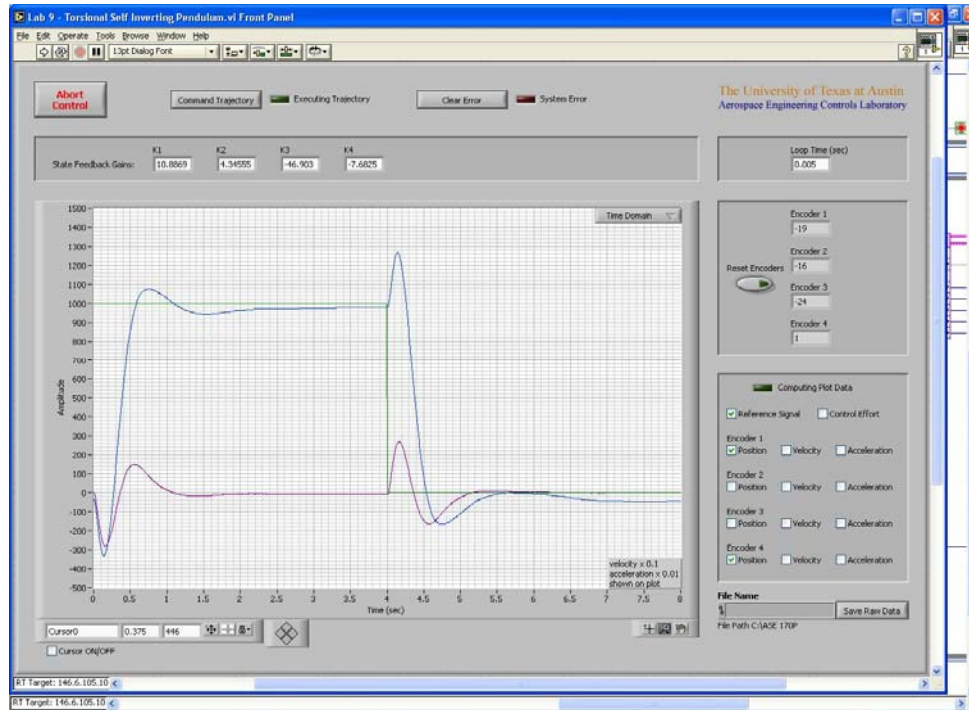 Lab 9 - Torsional Self Inverting Pendulum.vi Front Panel
File Edit Operate Tools Browse Window Help
13pt Dialog Font
Abort Control
Command Trajectory
Executing Trajectory
Clear Error
System Error
The University of Texas at Austin
Aerospace Engineering Controls Laboratory
State Feedback Gains:
K1 K2 K3 K4
10.8869 4.34555 -46.903 -7.6825
Loop Time (sec)
0.005
Time Domain
Amplitude
1500
1400
1300
1200
1100
1000
900
800
700
600
500
400
300
200
100
0
-100
-200
-300
-400
-500
0 0.5 1 1.5 2 2.5 3 3.5 4 4.5 5 5.5 6 6.5 7 7.5 8
Time (sec)
velocity x 0.1
acceleration x 0.01
shown on plot
Cursor0 0.375 446
Cursor ON/OFF
Reset Encoders
Encoder 1
-19
Encoder 2
-16
Encoder 3
-24
Encoder 4
1
Computing Plot Data
Reference Signal Control Effort
Encoder 1
Position Velocity Acceleration
Encoder 2
Position Velocity Acceleration
Encoder 3
Position Velocity Acceleration
Encoder 4
Position Velocity Acceleration
File Name
Save Raw Data
File Path C:\ASE 170P
RT Target: 146.6.105.10
RT Target: 146.6.105.10